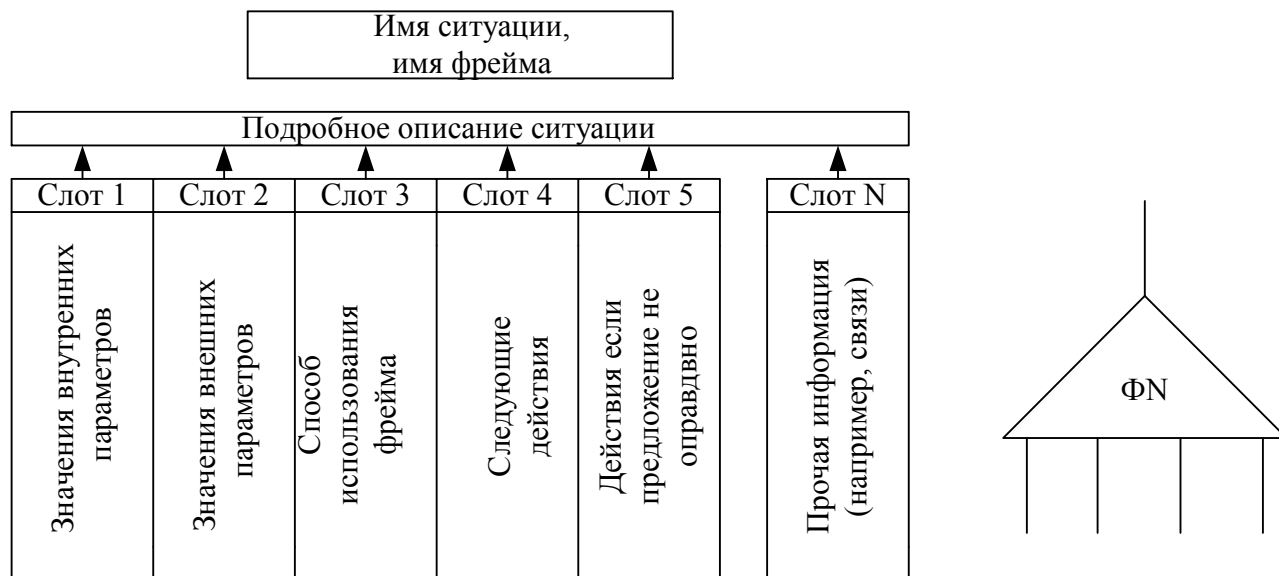 Имя ситуации,
имя фрейма
Подробное описание ситуации
Слот 1
Слот 2
Слот 3
Слот 4
Слот 5
Слот N
Значения внутренних
параметров
Значения внешних
параметров
Способ
использования
фрейма
Следующие
действия
Действия если
предложение не
оправдвно
Прочая информация
(например, связи)
ФN